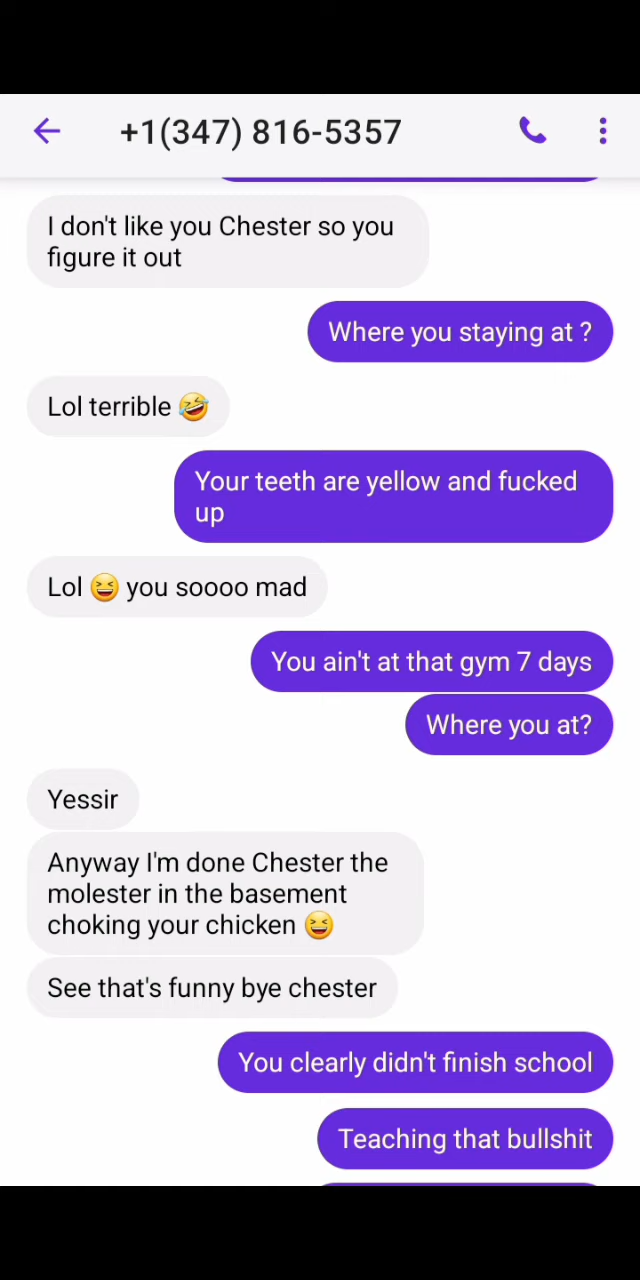 +1(347) 816-5357
I don't like you Chester so you
figure it out
Where you staying at ?
Lol terrible 🤣
Your teeth are yellow and fucked
up
Lol 😆 you soooo mad
You ain't at that gym 7 days
Where you at?
Yessir
Anyway I'm done Chester the
molester in the basement
choking your chicken 😆
See that's funny bye chester
You clearly didn't finish school
Teaching that bullshit